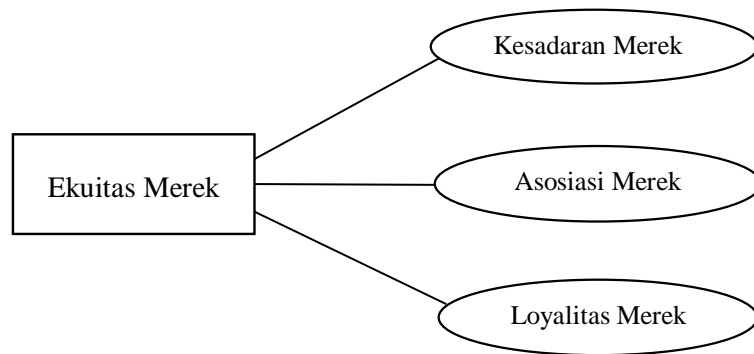 Kesadaran Merek
Ekuitas Merek
Asosiasi Merek
Loyalitas Merek